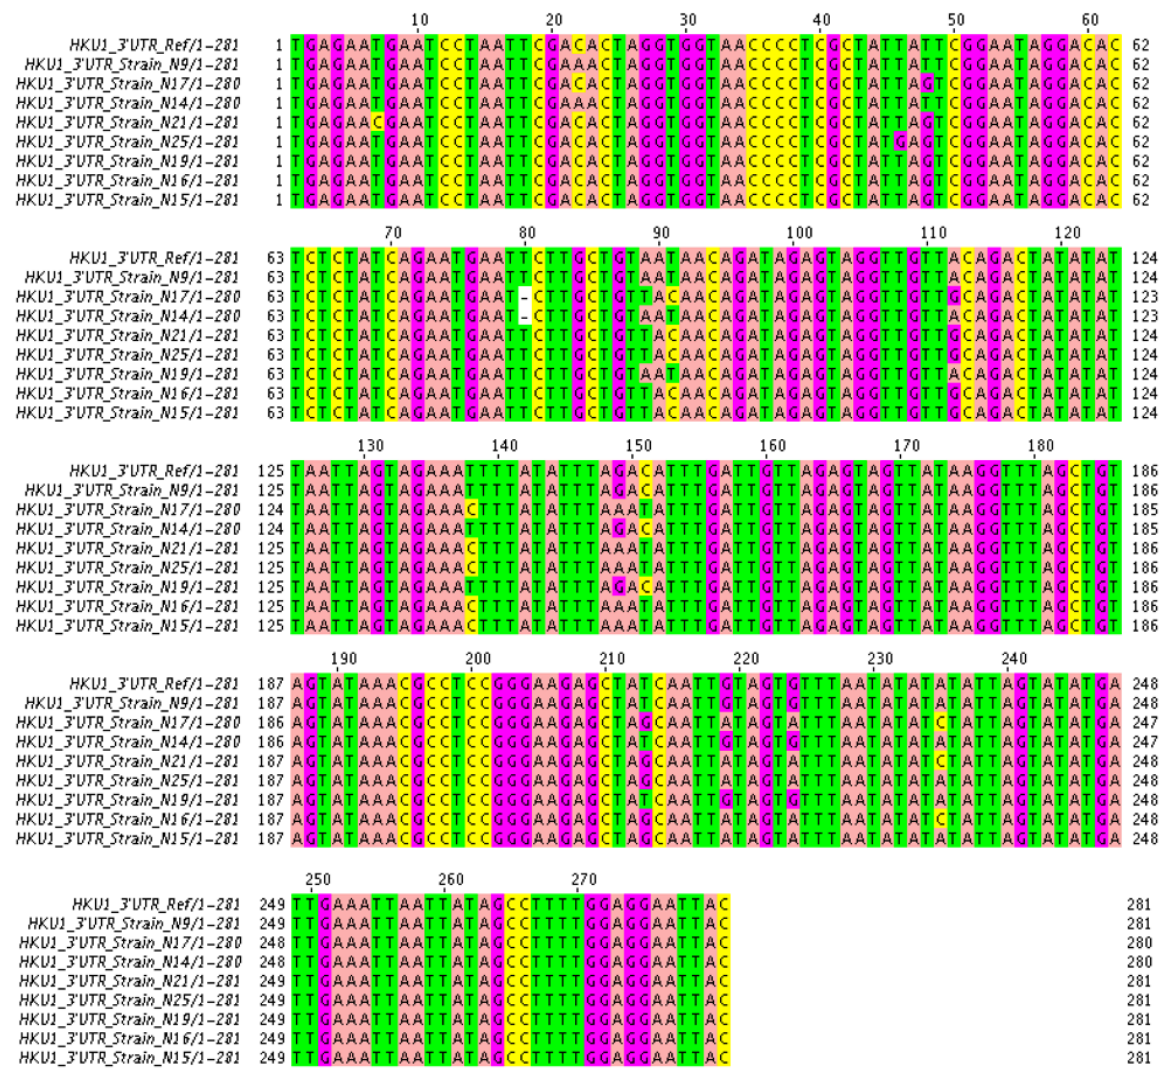 10 20 30 40 50 60
HKU1_3'UTR_Ref/1-281 1 TGAGAATGAATCCTAATTCGACACTAGGTGGTAACCCCTCGCTATTATTCGGAATAGGACAC 62
HKU1_3'UTR_Strain_N9/1-281 1 TGAGAATGAATCCTAATTCGAAACTAGGTGGTAACCCCTCGCTATTATTCGGAATAGGACAC 62
HKU1_3'UTR_Strain_N17/1-280 1 TGAGAATGAATCCTAATTCGACACTAGGTGGTAACCCCTCGCTATTAGTCGGAATAGGACAC 62
HKU1_3'UTR_Strain_N14/1-280 1 TGAGAATGAATCCTAATTCGAAACTAGGTGGTAACCCCTCGCTATTATTCGGAATAGGACAC 62
HKU1_3'UTR_Strain_N21/1-281 1 TGAGAACGAATCCTAATTCGACACTAGGTGGTAACCCCTCGCTATTAGTCGGAATAGGACAC 62
HKU1_3'UTR_Strain_N25/1-281 1 TGAGAATGAATCCTAATTCGACACTAGGTGGTAACCCCTCGCTATGAGTCGGAATAGGACAC 62
HKU1_3'UTR_Strain_N19/1-281 1 TGAGAATGAATCCTAATTCGACACTAGGTGGTAACCCCTCGCTATTATTCGGAATAGGACAC 62
HKU1_3'UTR_Strain_N16/1-281 1 TGAGAATGAATCCTAATTCGACACTAGGTGGTAACCCCTCGCTATTAGTCGGAATAGGACAC 62
HKU1_3'UTR_Strain_N15/1-281 1 TGAGAATGAATCCTAATTCGACACTAGGTGGTAACCCCTCGCTATTAGTCGGAATAGGACAC 62
70 80 90 100 110 120
HKU1_3'UTR_Ref/1-281 63 TCTCTATCAGAATGAATTCTTGCTGTAATAACAGATAGAGTAGGTTGTTACAGACTATATAT 124
HKU1_3'UTR_Strain_N9/1-281 63 TCTCTATCAGAATGAATTCTTGCTGTAATAACAGATAGAGTAGGTTGTTACAGACTATATAT 124
HKU1_3'UTR_Strain_N17/1-280 63 TCTCTATCAGAATGAAT-CTTGCTGTTACAACAGATAGAGTAGGTTGTTGCAGACTATATAT 123
HKU1_3'UTR_Strain_N14/1-280 63 TCTCTATCAGAATGAAT-CTTGCTGTAATAACAGATAGAGTAGGTTGTTACAGACTATATAT 123
HKU1_3'UTR_Strain_N21/1-281 63 TCTCTATCAGAATGAATTCTTGCTGTTACAACAGATAGAGTAGGTTGTTGCAGACTATATAT 124
HKU1_3'UTR_Strain_N25/1-281 63 TCTCTATCAGAATGAATTCTTGCTGTTACAACAGATAGAGTAGGTTGTTGCAGACTATATAT 124
HKU1_3'UTR_Strain_N19/1-281 63 TCTCTATCAGAATGAATTCTTGCTGTAATAACAGATAGAGTAGGTTGTTACAGACTATATAT 124
HKU1_3'UTR_Strain_N16/1-281 63 TCTCTATCAGAATGAATTCTTGCTGTTACAACAGATAGAGTAGGTTGTTGCAGACTATATAT 124
HKU1_3'UTR_Strain_N15/1-281 63 TCTCTATCAGAATGAATTCTTGCTGTTACAACAGATAGAGTAGGTTGTTGCAGACTATATAT 124
130 140 150 160 170 180
HKU1_3'UTR_Ref/1-281 125 TAATTAGTAGAAATTTTATATTTAGACATTTGATTGTTAGAGTAGTTATAAGGTTTAGCTGT 186
HKU1_3'UTR_Strain_N9/1-281 125 TAATTAGTAGAAATTTTATATTTAGACATTTGATTGTTAGAGTAGTTATAAGGTTTAGCTGT 186
HKU1_3'UTR_Strain_N17/1-280 124 TAATTAGTAGAAACTTTATATTTAAATATTTGATTGTTAGAGTAGTTATAAGGTTTAGCTGT 185
HKU1_3'UTR_Strain_N14/1-280 124 TAATTAGTAGAAATTTTATATTTAGACATTTGATTGTTAGAGTAGTTATAAGGTTTAGCTGT 185
HKU1_3'UTR_Strain_N21/1-281 125 TAATTAGTAGAAACTTTATATTTAAATATTTGATTGTTAGAGTAGTTATAAGGTTTAGCTGT 186
HKU1_3'UTR_Strain_N25/1-281 125 TAATTAGTAGAAACTTTATATTTAAATATTTGATTGTTAGAGTAGTTATAAGGTTTAGCTGT 186
HKU1_3'UTR_Strain_N19/1-281 125 TAATTAGTAGAAATTTTATATTTAGACATTTGATTGTTAGAGTAGTTATAAGGTTTAGCTGT 186
HKU1_3'UTR_Strain_N16/1-281 125 TAATTAGTAGAAACTTTATATTTAAATATTTGATTGTTAGAGTAGTTATAAGGTTTAGCTGT 186
HKU1_3'UTR_Strain_N15/1-281 125 TAATTAGTAGAAACTTTATATTTAAATATTTGATTGTTAGAGTAGTTATAAGGTTTAGCTGT 186
190 200 210 220 230 240
HKU1_3'UTR_Ref/1-281 187 AGTATAAACGCCTCCGGGAAGAGCTATCAATTGTAGTGTTTAATATATATATTAGTATATGA 248
HKU1_3'UTR_Strain_N9/1-281 187 AGTATAAACGCCTCCGGGAAGAGCTATCAATTGTAGTGTTTAATATATATATTAGTATATGA 248
HKU1_3'UTR_Strain_N17/1-280 186 AGTATAAACGCCTCCGGGAAGAGCTAGCAATTATAGTATTTAATATATCTATTAGTATATGA 247
HKU1_3'UTR_Strain_N14/1-280 186 AGTATAAACGCCTCCGGGAAGAGCTATCAATTGTAGTGTTTAATATATATATTAGTATATGA 247
HKU1_3'UTR_Strain_N21/1-281 187 AGTATAAACGCCTCCGGGAAGAGCTAGCAATTATAGTATTTAATATATCTATTAGTATATGA 248
HKU1_3'UTR_Strain_N25/1-281 187 AGTATAAACGCCTCCGGGAAGAGCTAGCAATTATAGTATTTAATATATATATTAGTATATGA 248
HKU1_3'UTR_Strain_N19/1-281 187 AGTATAAACGCCTCCGGGAAGAGCTATCAATTGTAGTGTTTAATATATATATTAGTATATGA 248
HKU1_3'UTR_Strain_N16/1-281 187 AGTATAAACGCCTCCGGGAAGAGCTAGCAATTATAGTATTTAATATATCTATTAGTATATGA 248
HKU1_3'UTR_Strain_N15/1-281 187 AGTATAAACGCCTCCGGGAAGAGCTAGCAATTATAGTATTTAATATATATATTAGTATATGA 248
250 260 270
HKU1_3'UTR_Ref/1-281 249 TTGAAATTAATTATAGCCTTTTGGAGGAATTAC 281
HKU1_3'UTR_Strain_N9/1-281 249 TTGAAATTAATTATAGCCTTTTGGAGGAATTAC 281
HKU1_3'UTR_Strain_N17/1-280 248 TTGAAATTAATTATAGCCTTTTGGAGGAATTAC 280
HKU1_3'UTR_Strain_N14/1-280 248 TTGAAATTAATTATAGCCTTTTGGAGGAATTAC 280
HKU1_3'UTR_Strain_N21/1-281 249 TTGAAATTAATTATAGCCTTTTGGAGGAATTAC 281
HKU1_3'UTR_Strain_N25/1-281 249 TTGAAATTAATTATAGCCTTTTGGAGGAATTAC 281
HKU1_3'UTR_Strain_N19/1-281 249 TTGAAATTAATTATAGCCTTTTGGAGGAATTAC 281
HKU1_3'UTR_Strain_N16/1-281 249 TTGAAATTAATTATAGCCTTTTGGAGGAATTAC 281
HKU1_3'UTR_Strain_N15/1-281 249 TTGAAATTAATTATAGCCTTTTGGAGGAATTAC 281